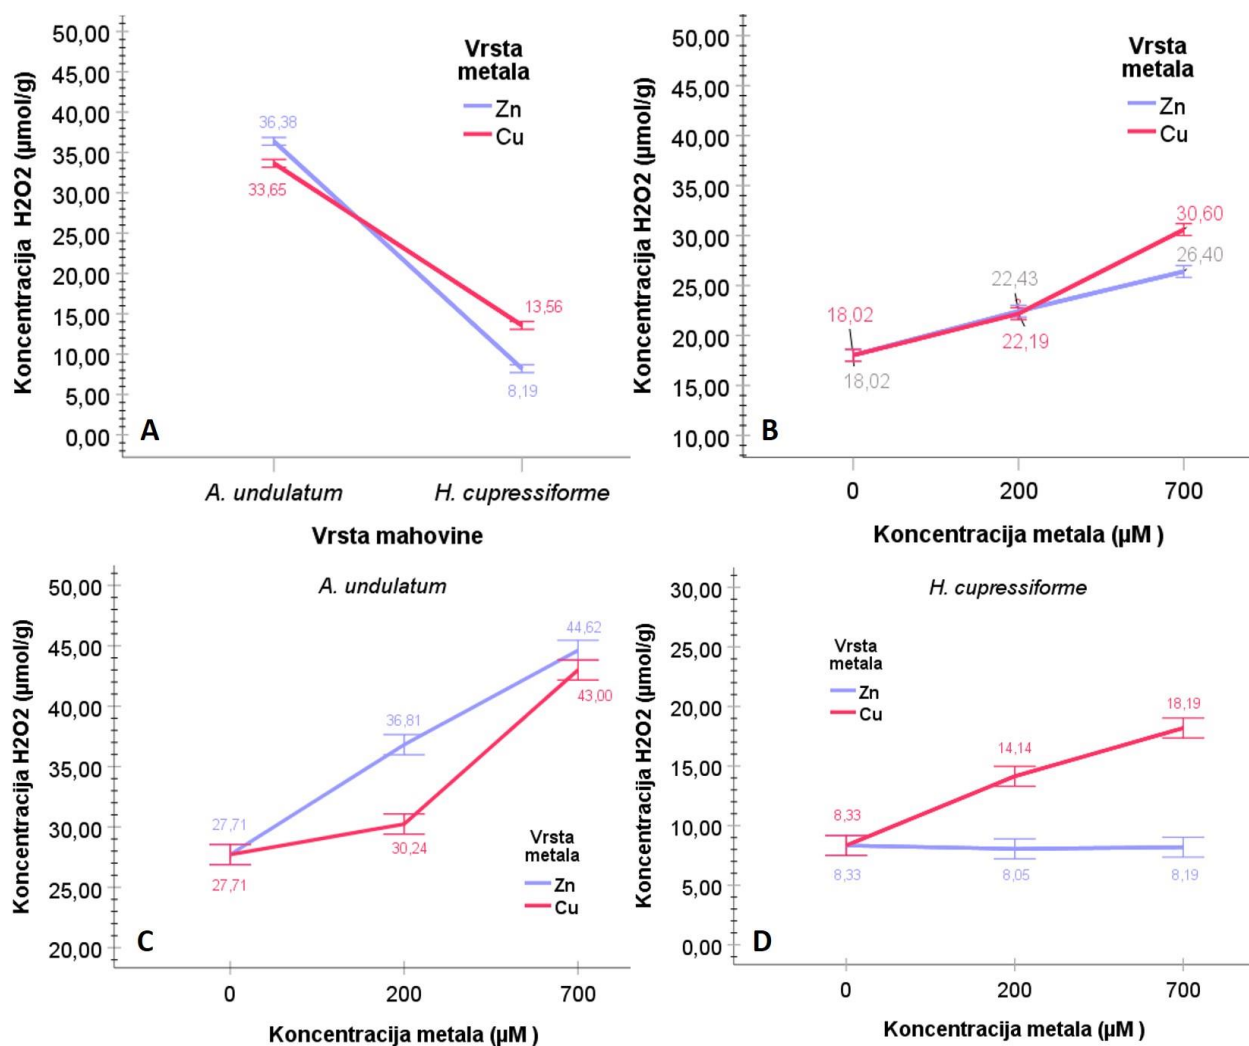 50,00
45,00
40,00
35,00
30,00
25,00
20,00
15,00
10,00
5,00
0,00
Koncentracija H2O2 (µmol/g)
Vrsta
metala
Zn
Cu
36,38
33,65
13,56
8,19
A
A. undulatum
H. cupressiforme
Vrsta mahovine
50,00
45,00
40,00
35,00
30,00
25,00
20,00
15,00
10,00
Koncentracija H2O2 (µmol/g)
Vrsta
metala
Zn
Cu
30,60
26,40
22,43
22,19
18,02
18,02
B
0
200
700
Koncentracija metala (µM )
A. undulatum
50,00
45,00
40,00
35,00
30,00
25,00
20,00
Koncentracija H2O2 (µmol/g)
44,62
43,00
36,81
30,24
27,71
27,71
Vrsta
metala
Zn
Cu
C
0
200
700
Koncentracija metala (µM )
H. cupressiforme
30,00
25,00
20,00
15,00
10,00
5,00
0,00
Koncentracija H2O2 (µmol/g)
Vrsta
metala
Zn
Cu
18,19
14,14
8,33
8,33
8,05
8,19
D
0
200
700
Koncentracija metala (µM )